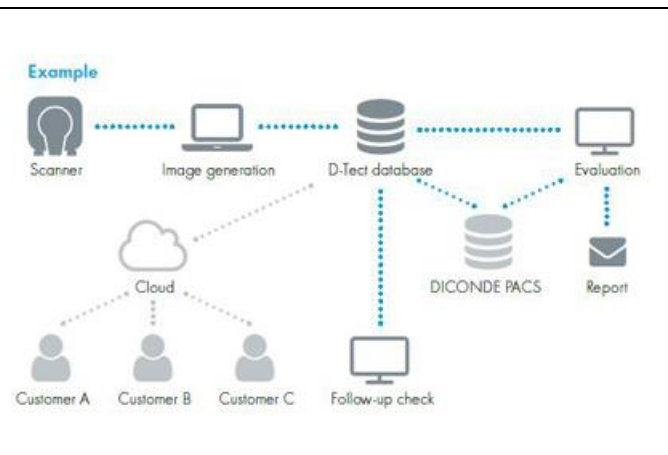 Example
Scanner
Image generation
D-Tect database
Evaluation
Cloud
DICONDE PACS
Report
Customer A
Customer B
Customer C
Follow-up check